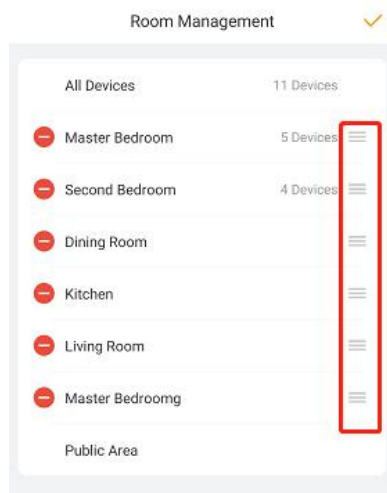 Room Management
All Devices 11 Devices
Master Bedroom 5 Devices
Second Bedroom 4 Devices
Dining Room
Kitchen
Living Room
Master Bedroomg
Public Area